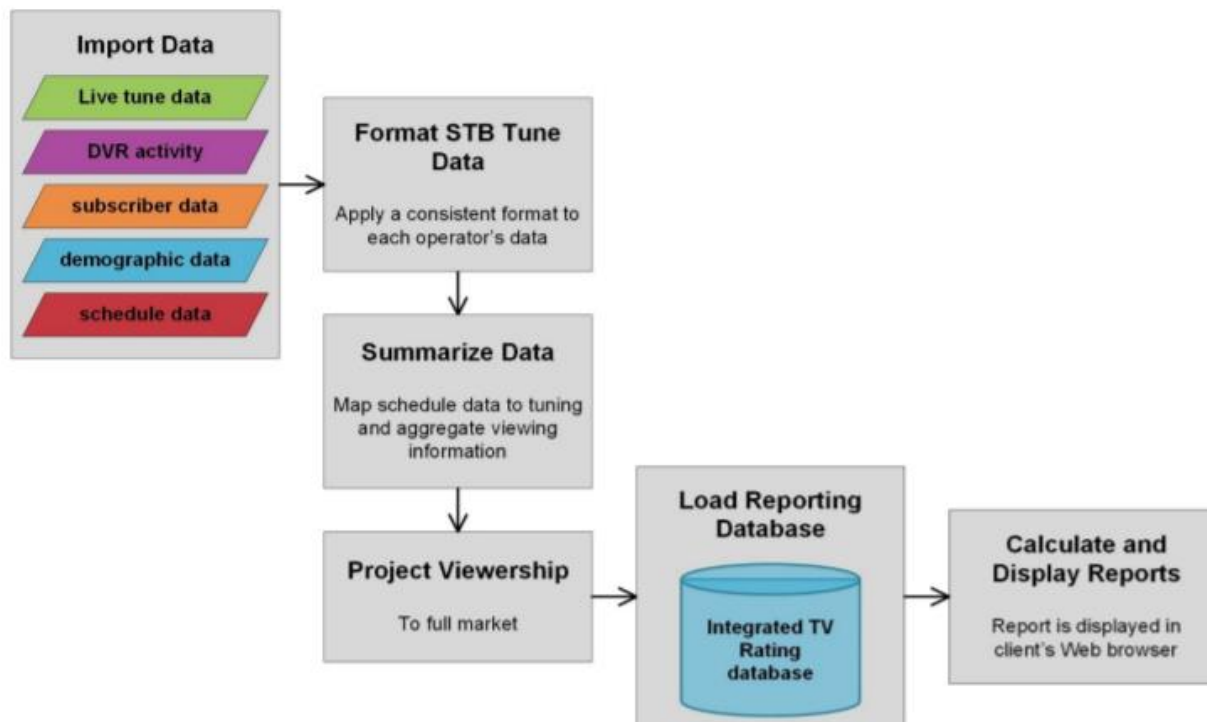 Import Data
Live tune data
DVR activity
subscriber data
demographic data
schedule data
Format STB Tune
Data
Apply a consistent format to
each operator's data
Summarize Data
Map schedule data to tuning
and aggregate viewing
information
Project Viewership
To full market
Load Reporting
Database
Integrated TV
Rating
database
Calculate and
Display Reports
Report is displayed in
client's Web browser